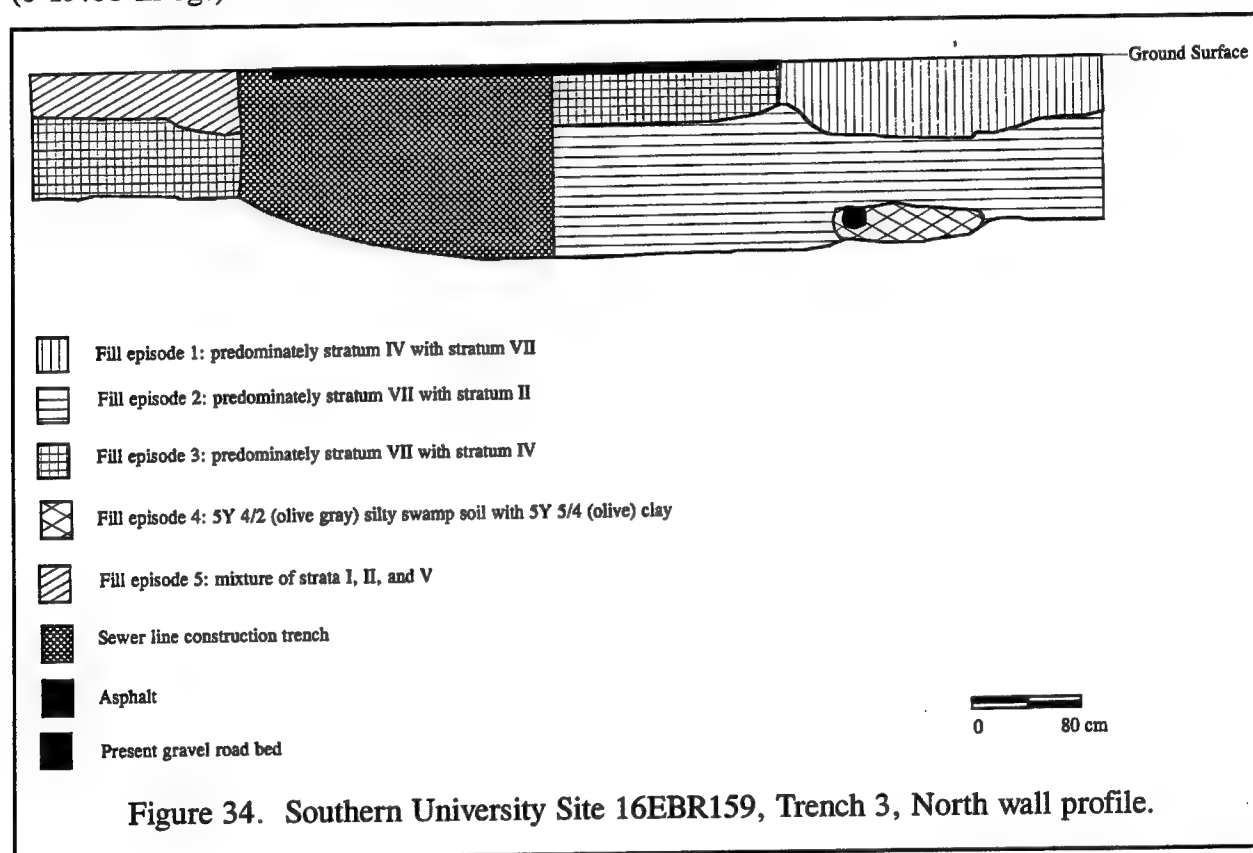 Ground Surface
Fill episode 1: predominately stratum IV with stratum VII
Fill episode 2: predominately stratum VII with stratum II
Fill episode 3: predominately stratum VII with stratum IV
Fill episode 4: 5Y 4/2 (olive gray) silty swamp soil with 5Y 5/4 (olive) clay
Fill episode 5: mixture of strata I, II, and V
Sewer line construction trench
Asphalt
Present gravel road bed
0 80 cm
Figure 34. Southern University Site 16EBR159, Trench 3, North wall profile.